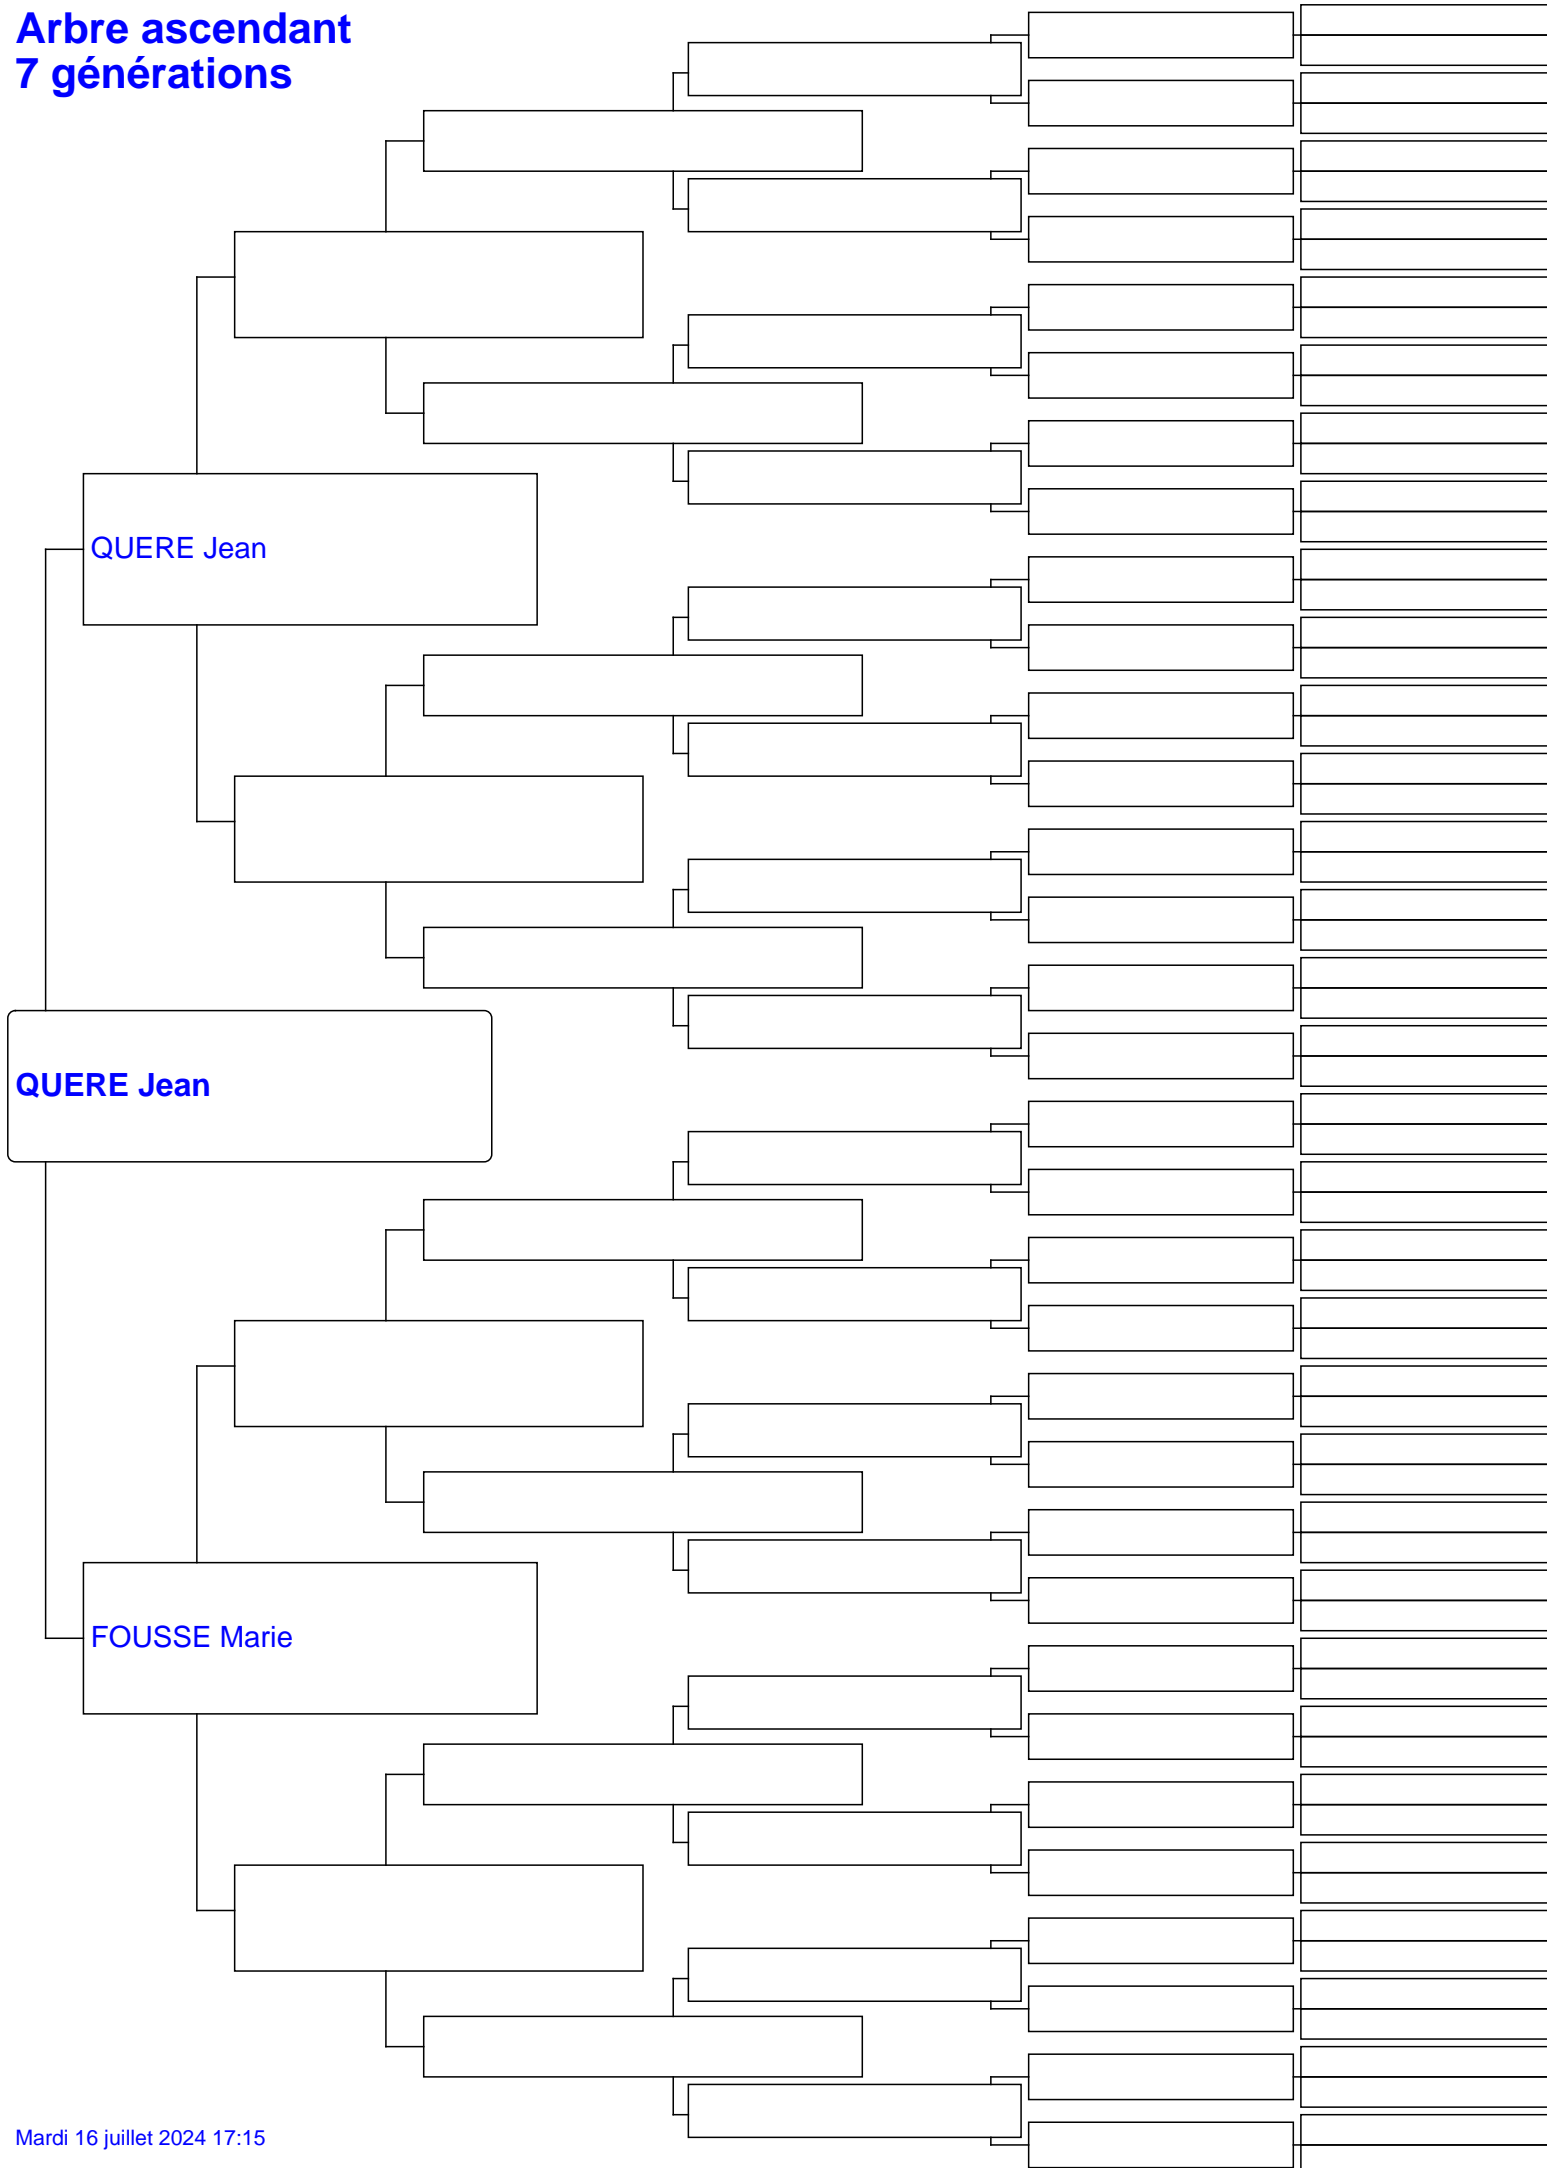 Arbre ascendant
7 générations
QUERE Jean
QUERE Jean
FOUSSE Marie
Mardi 16 juillet 2024 17:15